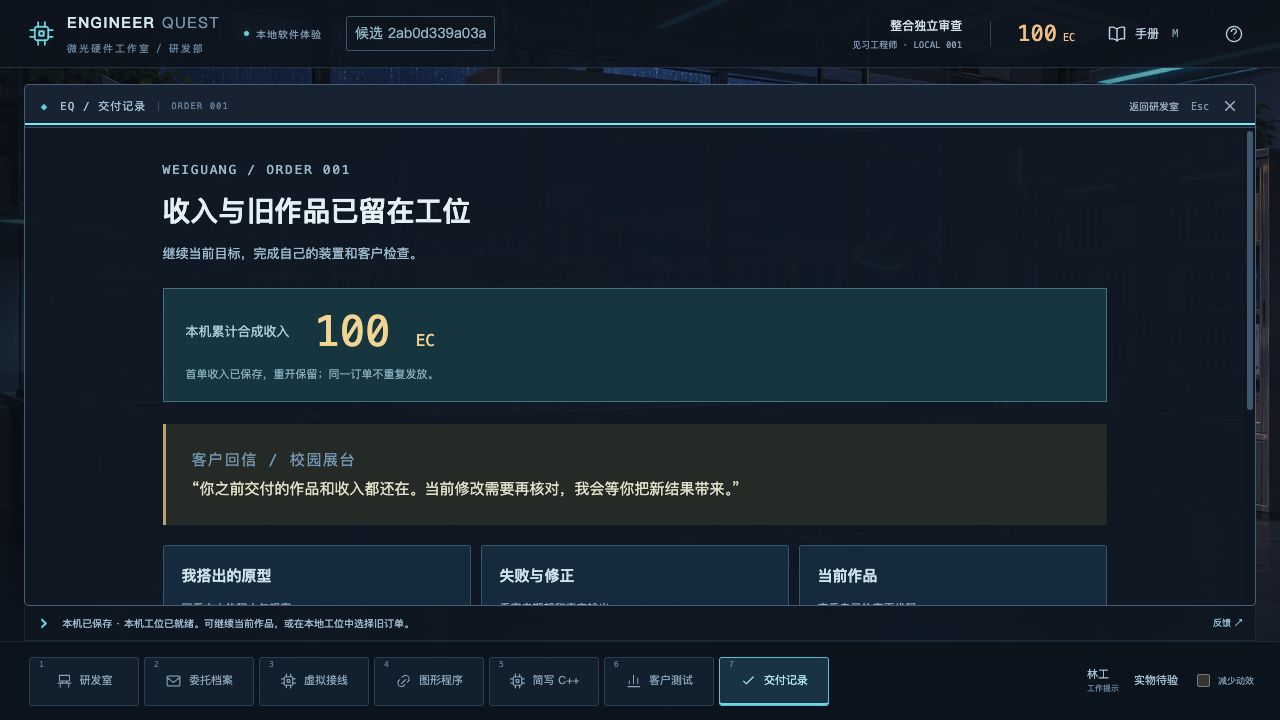 ENGINEER QUEST
微光硬件工作室 / 研发部
本地软件体验
候选 2ab0d339a03a
整合独立审查
见习工程师 · LOCAL 001
100 EC
手册 M
EQ / 交付记录
ORDER 001
返回研发室 Esc
WEIGUANG / ORDER 001
收入与旧作品已留在工位
继续当前目标，完成自己的装置和客户检查。
本机累计合成收入 100 EC
首单收入已保存，重开保留；同一订单不重复发放。
客户回信 / 校园展台
“你之前交付的作品和收入都还在。当前修改需要再核对，我会等你把新结果带来。”
我搭出的原型
失败与修正
当前作品
本机已保存 · 本机工位已就绪。可继续当前作品，或在本地工位中选择旧订单。
反馈 ↗
1 研发室
2 委托档案
3 虚拟接线
4 图形程序
5 简写 C++
6 客户测试
7 交付记录
林工
工作提示
实物待验
减少动效